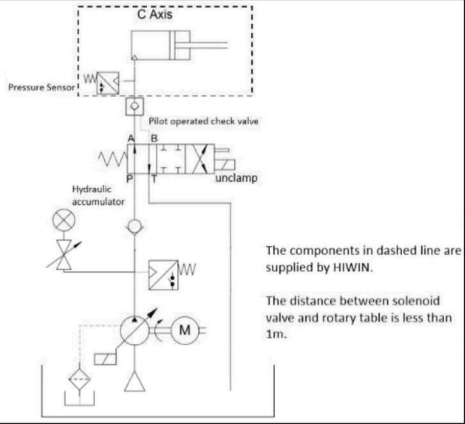 C Axis
Pressure Sensor
Pilot operated check valve
A B
P T
unclamp
Hydraulic
accumulator
The components in dashed line are
supplied by HIWIN.
M
The distance between solenoid
valve and rotary table is less than
1m.